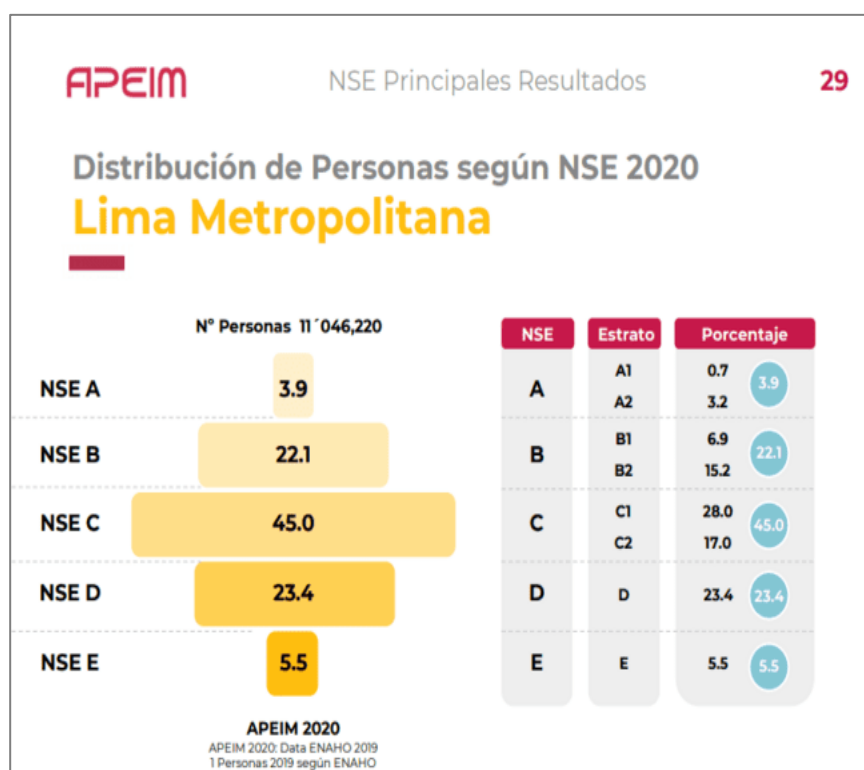 APEIM NSE Principales Resultados 29
Distribución de Personas según NSE 2020
Lima Metropolitana
N° Personas 11´046,220
NSE A 3.9
NSE B 22.1
NSE C 45.0
NSE D 23.4
NSE E 5.5
APEIM 2020
APEIM 2020: Data ENAHO 2019
1 Personas 2019 según ENAHO
NSE Estrato Porcentaje
A A1 0.7 3.9
A2 3.2
B B1 6.9 22.1
B2 15.2
C C1 28.0 45.0
C2 17.0
D D 23.4 23.4
E E 5.5 5.5